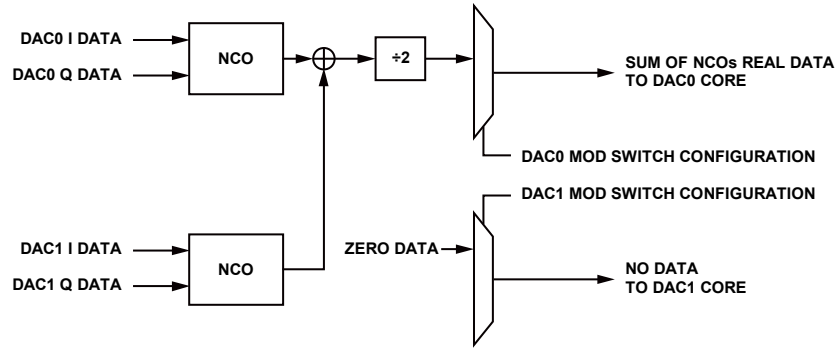 DAC0 I DATA
DAC0 Q DATA
NCO
÷2
SUM OF NCOs REAL DATA
TO DAC0 CORE
DAC0 MOD SWITCH CONFIGURATION
DAC1 MOD SWITCH CONFIGURATION
DAC1 I DATA
DAC1 Q DATA
NCO
ZERO DATA
NO DATA
TO DAC1 CORE